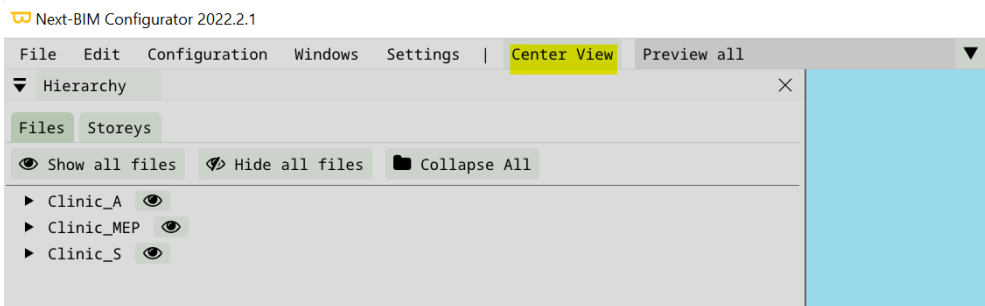 Next-BIM Configurator 2022.2.1
File Edit Configuration Windows Settings | Center View Preview all
Hierarchy
Files Storeys
Show all files Hide all files Collapse All
Clinic_A
Clinic_MEP
Clinic_S